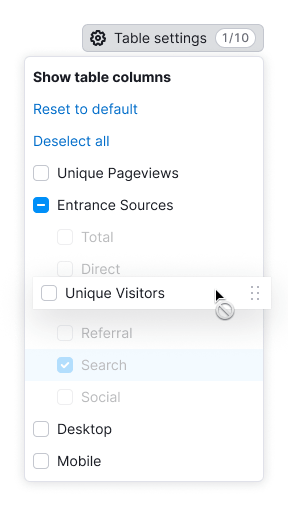 Table settings 1/10
Show table columns
Reset to default
Deselect all
Unique Pageviews
Entrance Sources
Total
Direct
Unique Visitors
Referral
Search
Social
Desktop
Mobile